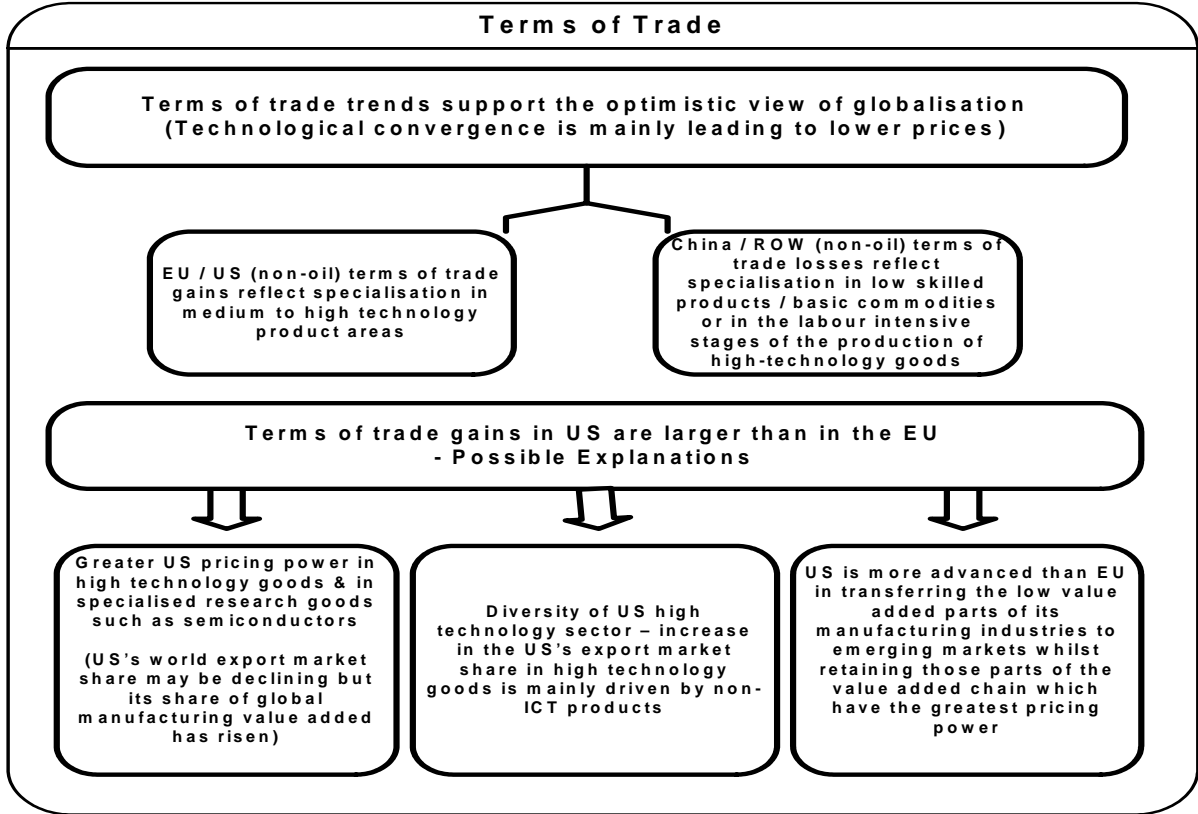 Terms of Trade
Terms of trade trends support the optimistic view of globalisation
(Technological convergence is mainly leading to lower prices)
EU / US (non-oil) terms of trade
gains reflect specialisation in
medium to high technology
product areas
China / ROW (non-oil) terms of
trade losses reflect
specialisation in low skilled
products / basic commodities
or in the labour intensive
stages of the production of
high-technology goods
Terms of trade gains in US are larger than in the EU
- Possible Explanations
Greater US pricing power in
high technology goods & in
specialised research goods
such as semiconductors
(US's world export market
share may be declining but
its share of global
manufacturing value added
has risen)
Diversity of US high
technology sector – increase
in the US's export market
share in high technology
goods is mainly driven by non-
ICT products
US is more advanced than EU
in transferring the low value
added parts of its
manufacturing industries to
emerging markets whilst
retaining those parts of the
value added chain which
have the greatest pricing
power